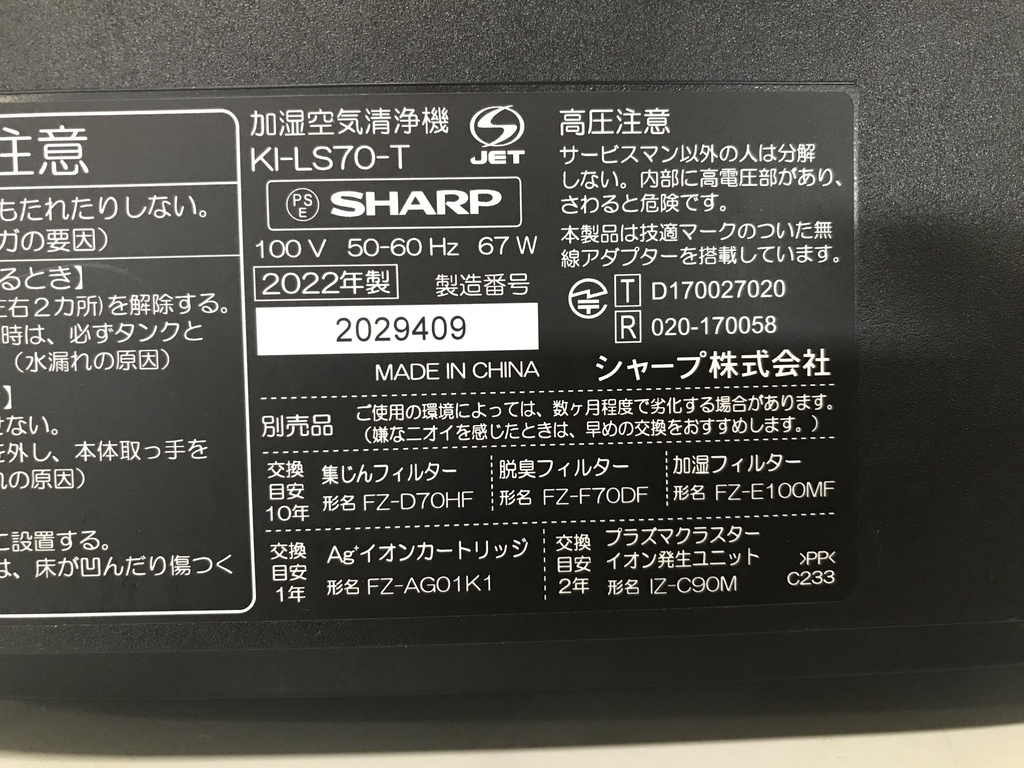 注意
もたれたりしない。
ガの要因）
るとき】
左右2カ所）を解除する。
時は、必ずタンクと
（水漏れの原因）
】
せない。
を外し、本体取っ手を
れの原因）
に設置する。
は、床が凹んだり傷つく
加湿空気清浄機
KI-LS70-T
JET
PS E SHARP
100 V 50-60 Hz 67 W
2022年製 製造番号
2029409
MADE IN CHINA
高圧注意
サービスマン以外の人は分解
しない。内部に高電圧部があり、
さわると危険です。
本製品は技適マークのついた無
線アダプターを搭載しています。
T D170027020
R 020-170058
シャープ株式会社
別売品
ご使用の環境によっては、数ヶ月程度で劣化する場合があります。
（嫌なニオイを感じたときは、早めの交換をおすすめします。）
交換
目安
10年
集じんフィルター
形名 FZ-D70HF
脱臭フィルター
形名 FZ-F70DF
加湿フィルター
形名 FZ-E100MF
交換
目安
1年
Ag+イオンカートリッジ
形名 FZ-AG01K1
交換
目安
2年
プラズマクラスター
イオン発生ユニット
形名 IZ-C90M
>PP<
C233